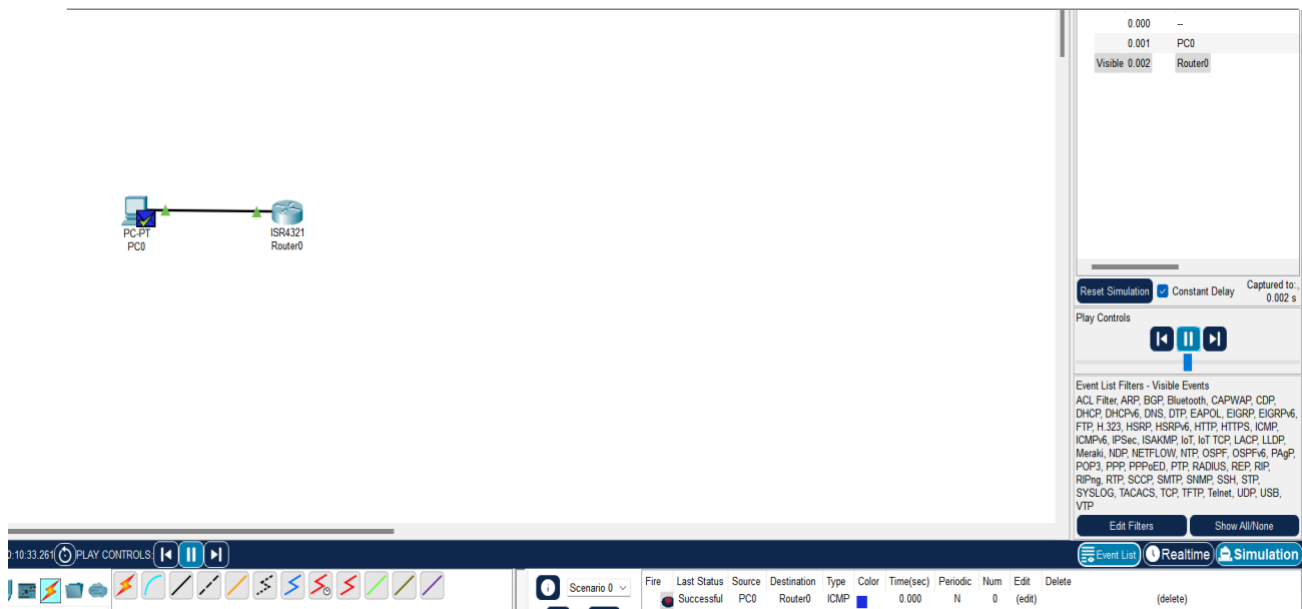 0.000 --
0.001 PC0
Visible 0.002 Router0
PC-PT
PC0
ISR4321
Router0
Reset Simulation Constant Delay Captured to:,
0.002 s
Play Controls
Event List Filters - Visible Events
ACL Filter, ARP, BGP, Bluetooth, CAPWAP, CDP,
DHCP, DHCPv6, DNS, DTP, EAPOL, EIGRP, EIGRPv6,
FTP, H.323, HSRP, HSRPv6, HTTP, HTTPS, ICMP,
ICMPv6, IPSec, ISAKMP, IoT, IoT TCP, LACP, LLDP,
Meraki, NDP, NETFLOW, NTP, OSPF, OSPFv6, PAgP,
POP3, PPP, PPPoED, PTP, RADIUS, REP, RIP,
RIPng, RTP, SCCP, SMTP, SNMP, SSH, STP,
SYSLOG, TACACS, TCP, TFTP, Telnet, UDP, USB,
VTP
Edit Filters Show All/None
:10:33.261 PLAY CONTROLS: Event List Realtime Simulation
Scenario 0 Fire Last Status Source Destination Type Color Time(sec) Periodic Num Edit Delete
Successful PC0 Router0 ICMP 0.000 N 0 (edit) (delete)